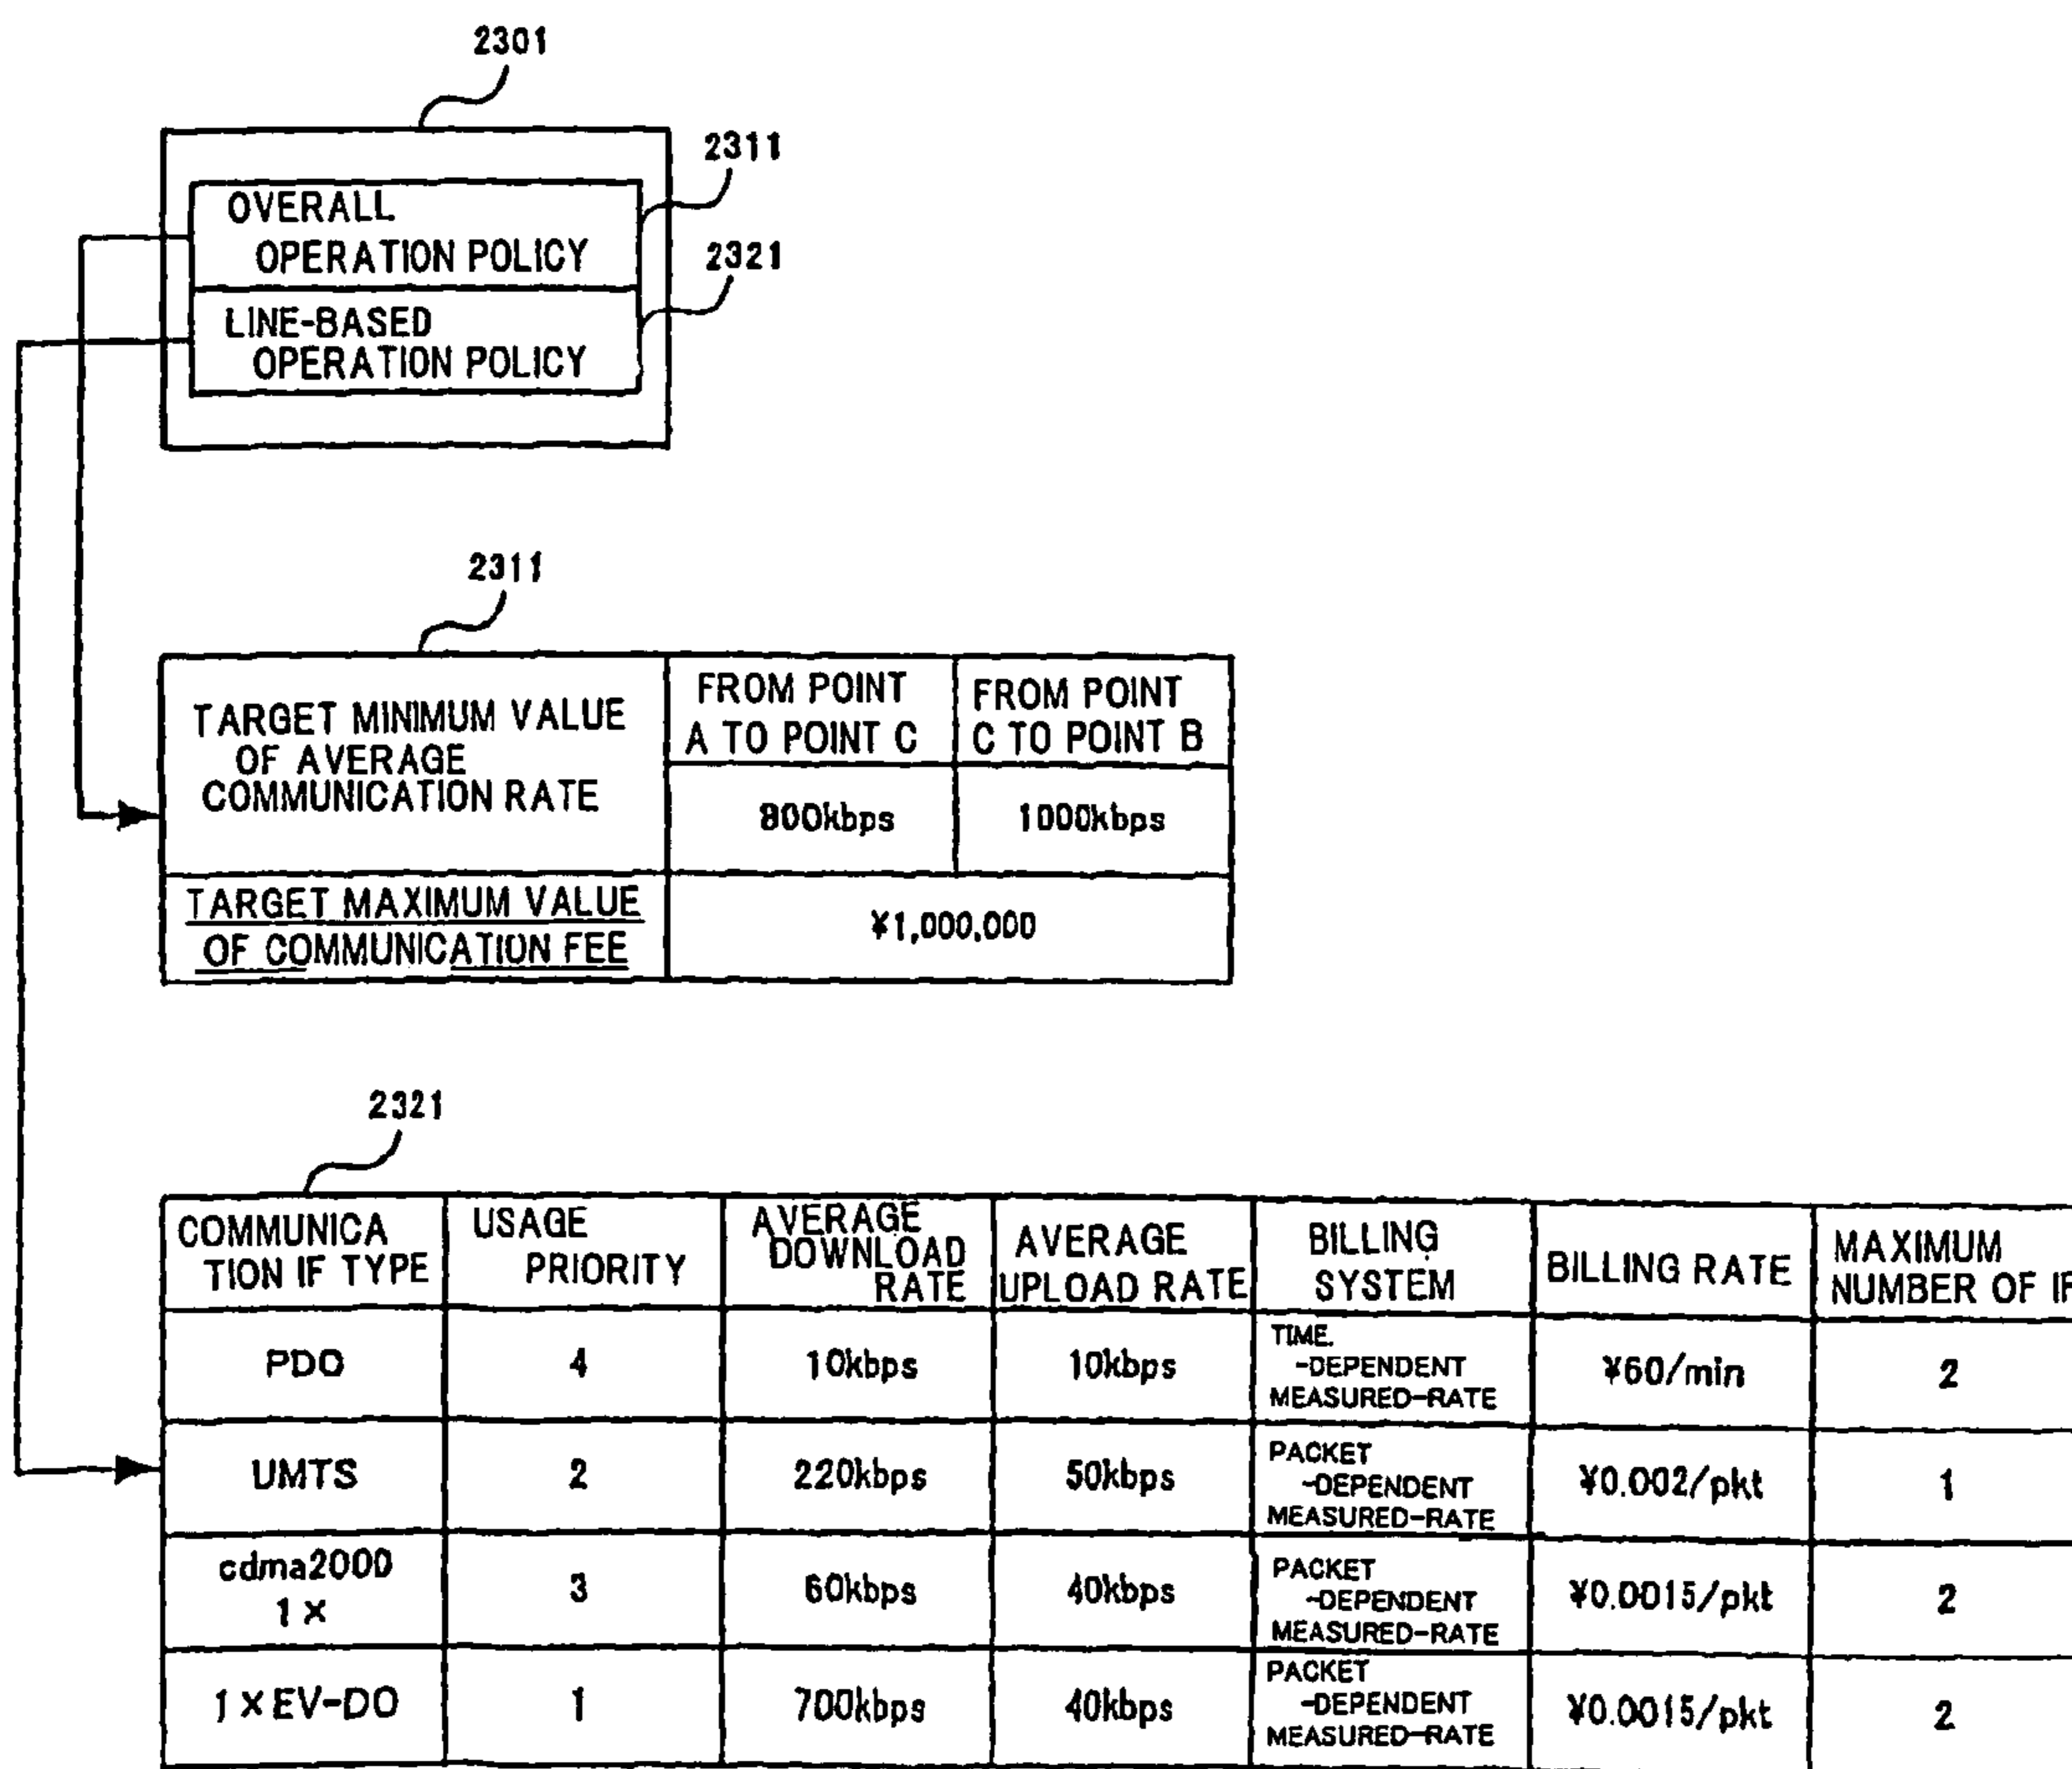 2301
2311
OVERALL
OPERATION POLICY
2321
LINE-BASED
OPERATION POLICY
2311
TARGET MINIMUM VALUE
OF AVERAGE
COMMUNICATION RATE
FROM POINT
A TO POINT C
FROM POINT
C TO POINT B
800kbps
1000kbps
TARGET MAXIMUM VALUE
OF COMMUNICATION FEE
¥1,000,000
2321
COMMUNICA
TION IF TYPE
USAGE
PRIORITY
AVERAGE
DOWNLOAD
RATE
AVERAGE
UPLOAD RATE
BILLING
SYSTEM
BILLING RATE
MAXIMUM
NUMBER OF IF
PDO
4
10kbps
10kbps
TIME
-DEPENDENT
MEASURED-RATE
¥60/min
2
UMTS
2
220kbps
50kbps
PACKET
-DEPENDENT
MEASURED-RATE
¥0.002/pkt
1
cdma2000
1×
3
60kbps
40kbps
PACKET
-DEPENDENT
MEASURED-RATE
¥0.0015/pkt
2
1×EV-DO
1
700kbps
40kbps
PACKET
-DEPENDENT
MEASURED-RATE
¥0.0015/pkt
2